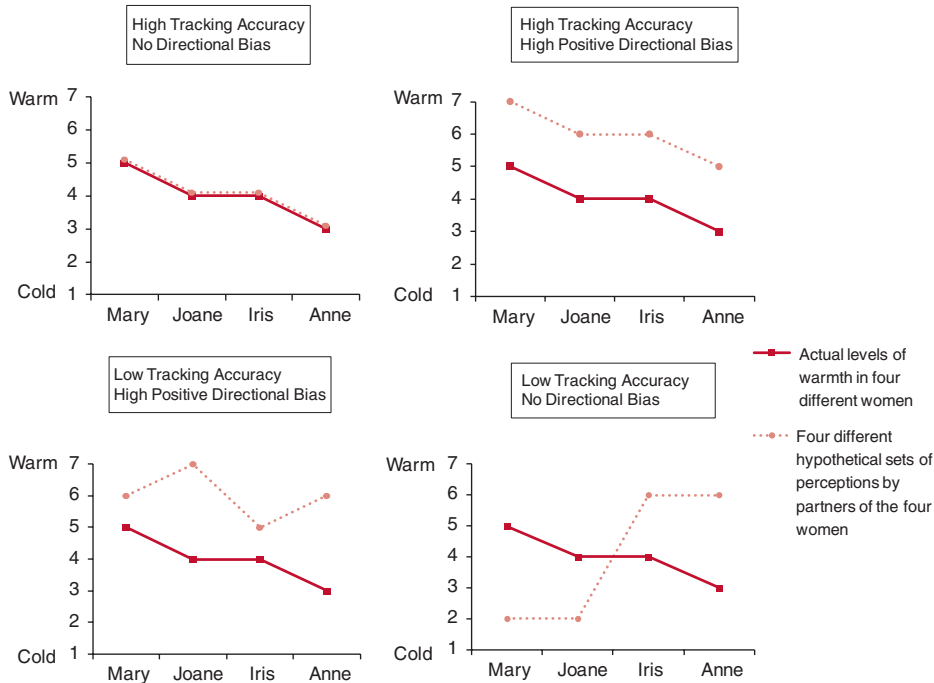 High Tracking Accuracy
No Directional Bias
Warm 7
6
5
4
3
2
Cold 1
Mary Joane Iris Anne
High Tracking Accuracy
High Positive Directional Bias
Warm 7
6
5
4
3
2
Cold 1
Mary Joane Iris Anne
Low Tracking Accuracy
High Positive Directional Bias
Warm 7
6
5
4
3
2
Cold 1
Mary Joane Iris Anne
Low Tracking Accuracy
No Directional Bias
Warm 7
6
5
4
3
2
Cold 1
Mary Joane Iris Anne
Actual levels of
warmth in four
different women
Four different
hypothetical sets of
perceptions by
partners of the four
women